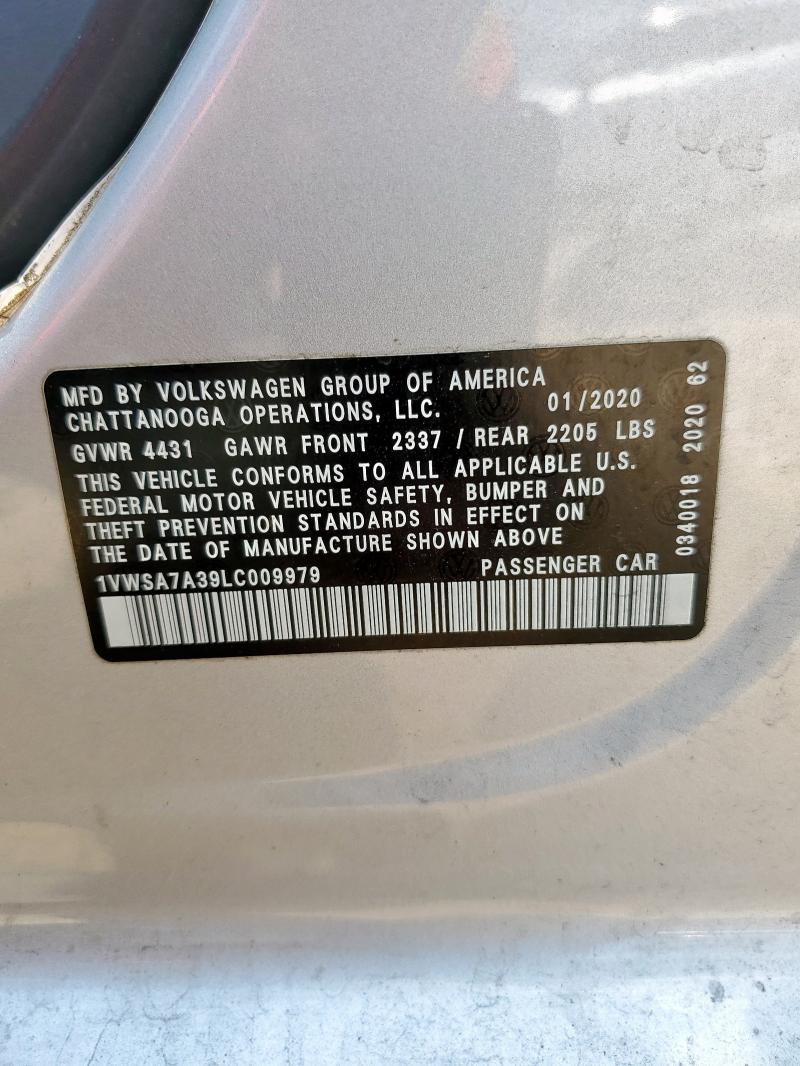 MFD BY VOLKSWAGEN GROUP OF AMERICA
CHATTANOOGA OPERATIONS, LLC. 01/2020
GVWR 4431 GAWR FRONT 2337 / REAR 2205 LBS
THIS VEHICLE CONFORMS TO ALL APPLICABLE U.S.
FEDERAL MOTOR VEHICLE SAFETY, BUMPER AND
THEFT PREVENTION STANDARDS IN EFFECT ON
THE DATE OF MANUFACTURE SHOWN ABOVE
1VWSA7A39LC009979 PASSENGER CAR
0340018 2020 62